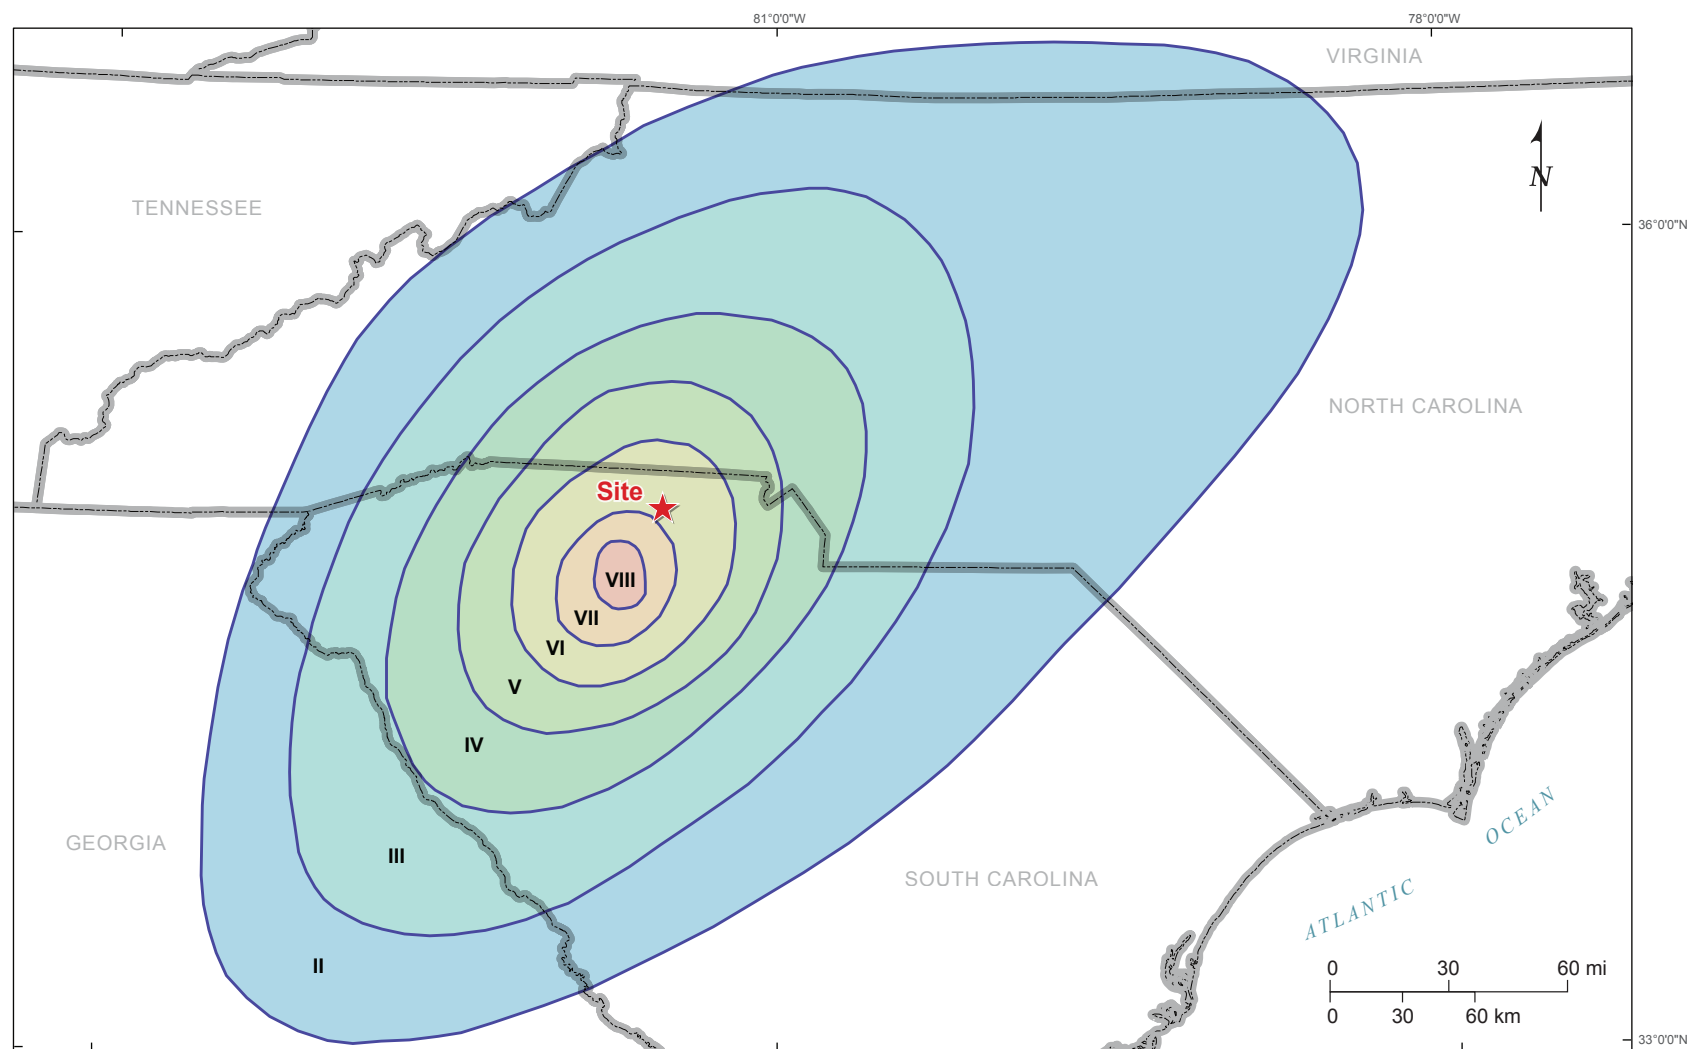 81°0'0"W
78°0'0"W
VIRGINIA
N
TENNESSEE
36°0'0"N
NORTH CAROLINA
Site
VIII
VII
VI
V
IV
III
II
GEORGIA
SOUTH CAROLINA
ATLANTIC
OCEAN
0 30 60 mi
0 30 60 km
33°0'0"N